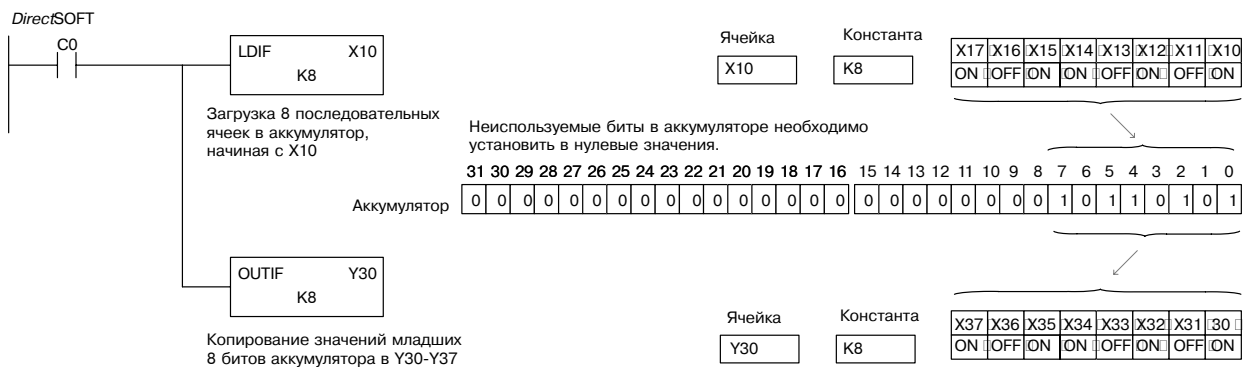 DirectSOFT
C0
LDIF X10
K8
Загрузка 8 последовательных
ячеек в аккумулятор,
начиная с X10
Ячейка Константа
X10 K8
X17 X16 X15 X14 X13 X12 X11 X10
ON OFF ON ON OFF ON OFF ON
Неиспользуемые биты в аккумуляторе необходимо
установить в нулевые значения.
31 30 29 28 27 26 25 24 23 22 21 20 19 18 17 16 15 14 13 12 11 10 9 8 7 6 5 4 3 2 1 0
Аккумулятор 0 0 0 0 0 0 0 0 0 0 0 0 0 0 0 0 0 0 0 0 0 0 0 0 1 0 1 1 0 1 0 1
OUTIF Y30
K8
Копирование значений младших
8 битов аккумулятора в Y30-Y37
Ячейка Константа
Y30 K8
X37 X36 X35 X34 X33 X32 X31 30
ON OFF ON ON OFF ON OFF ON